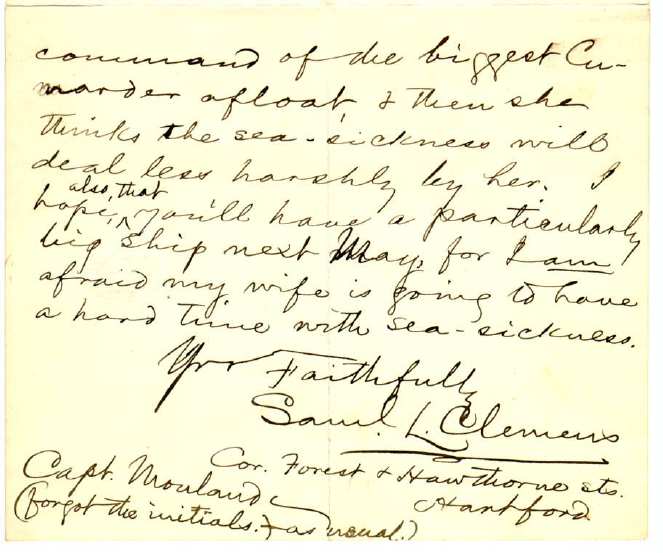 command of the biggest Cu-
narder afloat, & then she
thinks the sea-sickness will
deal less harshly by her. I
hope, also, that you'll have a particularly
big ship next May, for I am
afraid my wife is going to have
a hard time with sea-sickness.
Yrs Faithfully
Saml. L. Clemens
Cor. Forest & Hawthorne sts.
Hartford
Capt. Mouland—
(forgot the initials.—as usual.)